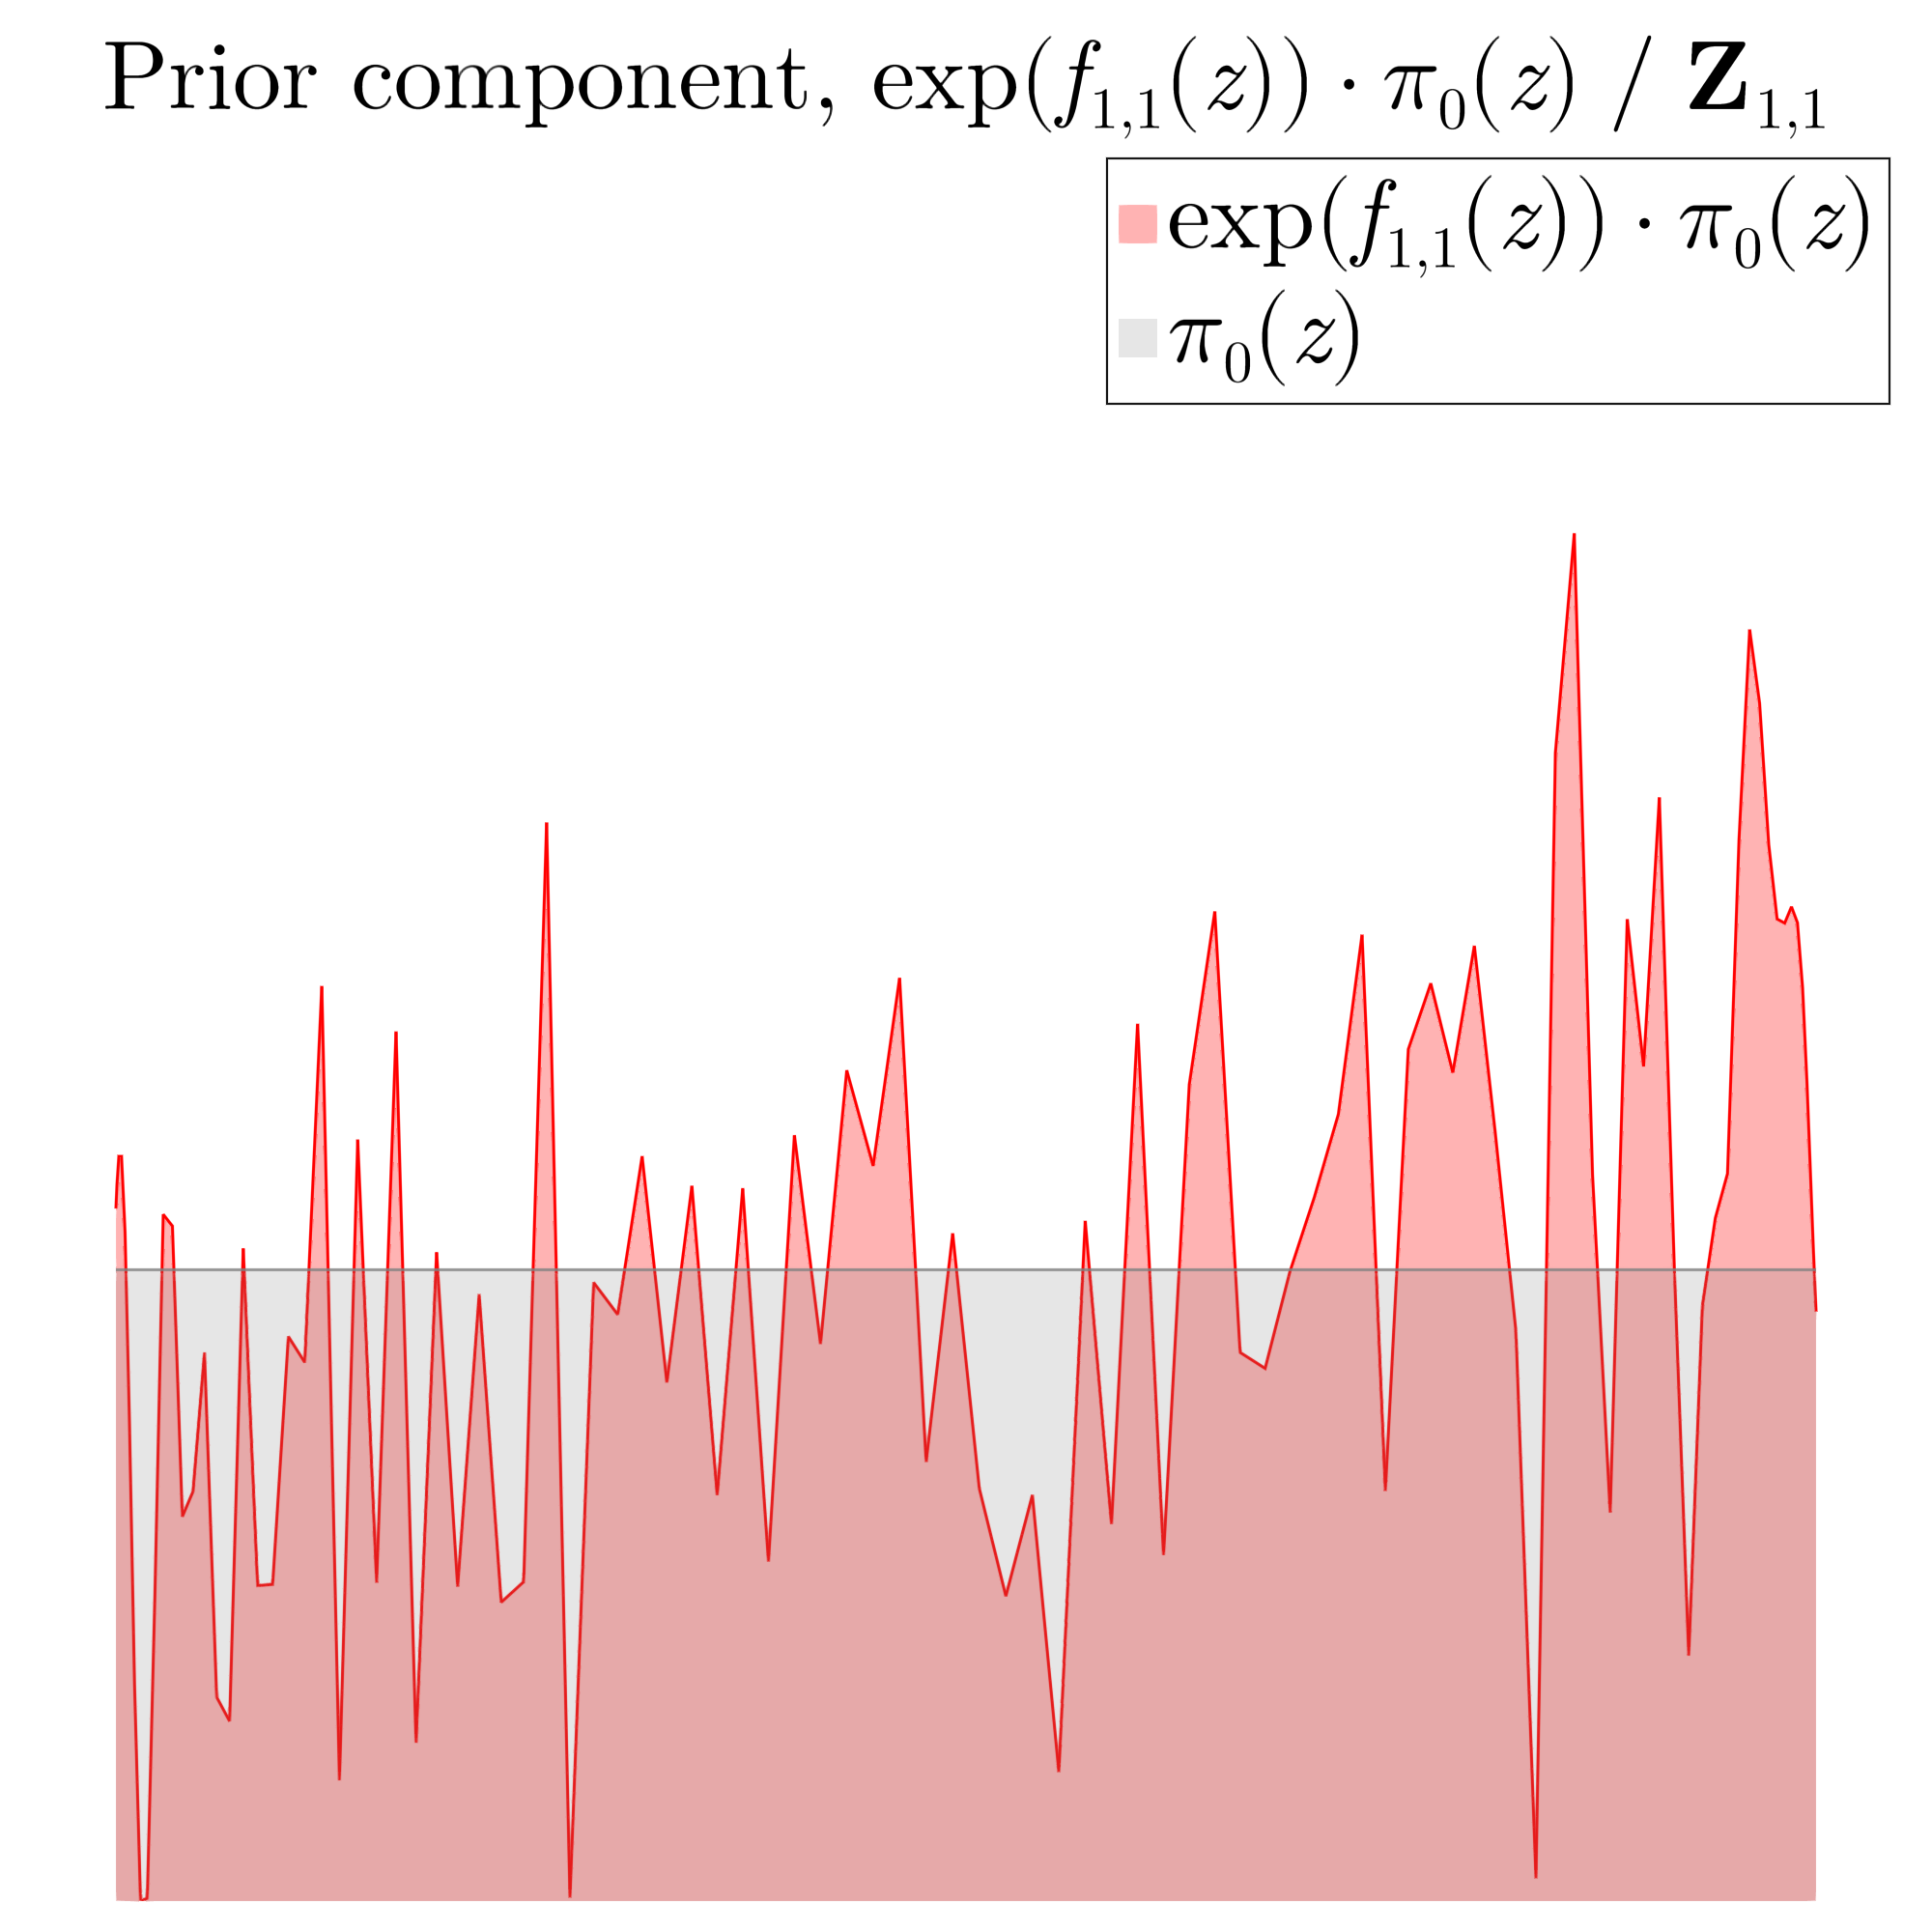 Prior component, exp(f₁,₁(z)) · π₀(z) / 𝐙₁,₁
exp(f₁,₁(z)) · π₀(z)
π₀(z)